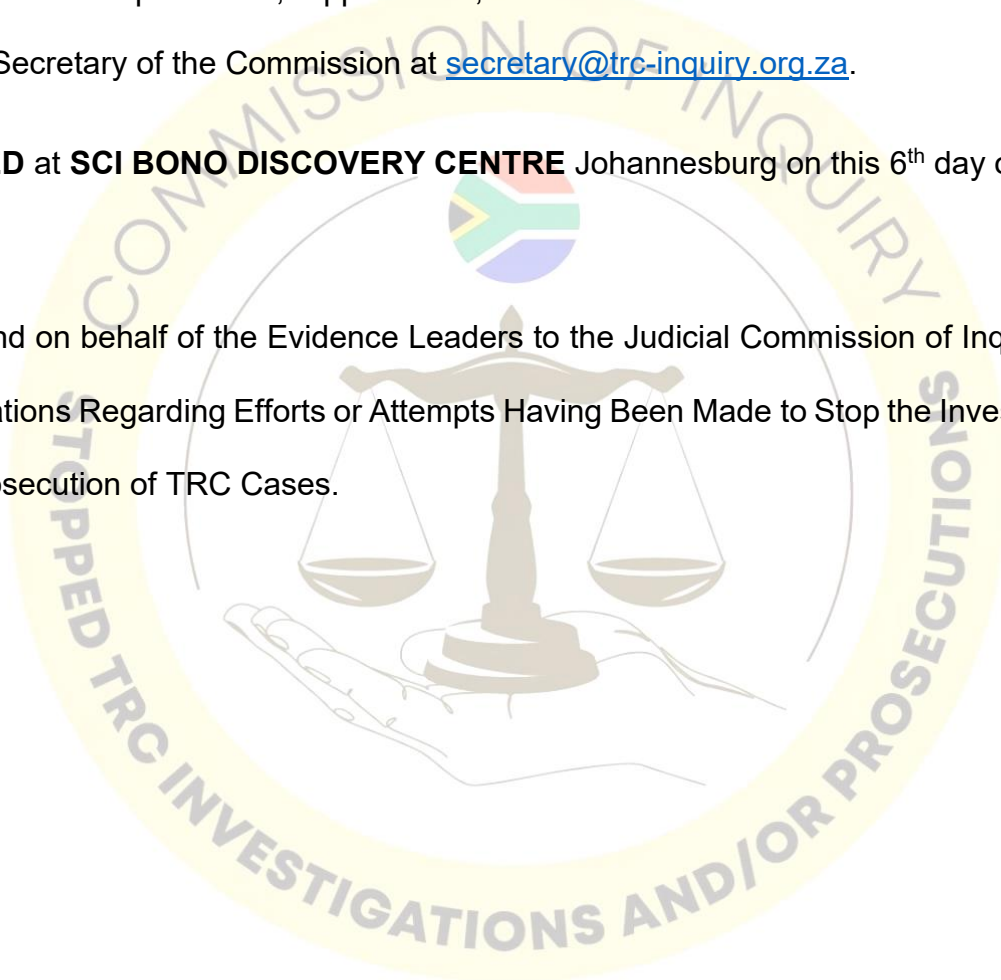 Secretary of the Commission at secretary@trc-inquiry.org.za.
D at SCI BONO DISCOVERY CENTRE Johannesburg on this 6th day
nd on behalf of the Evidence Leaders to the Judicial Commission of Inq
ations Regarding Efforts or Attempts Having Been Made to Stop the Inves
osecution of TRC Cases.
COMMISSION OF INQUIRY
STOPPED TRC INVESTIGATIONS AND/OR PROSECUTIONS